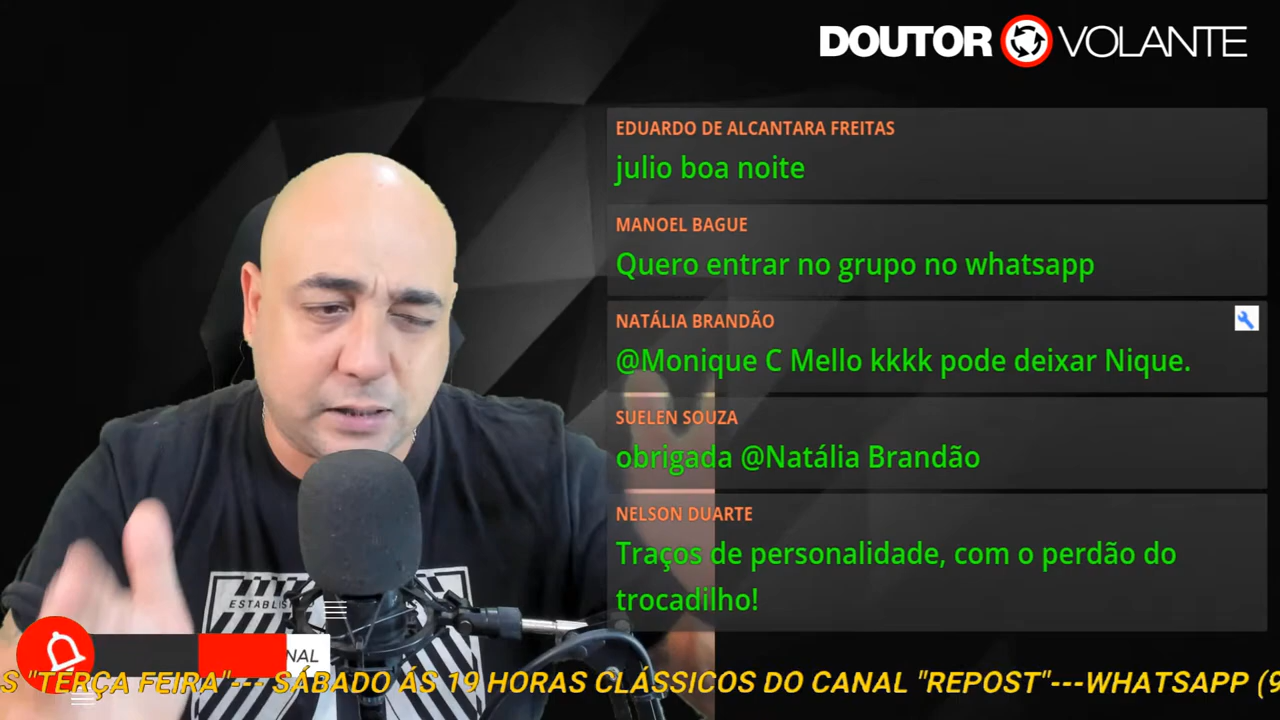 DOUTOR VOLANTE
EDUARDO DE ALCANTARA FREITAS
julio boa noite
MANOEL BAGUE
Quero entrar no grupo no whatsapp
NATÁLIA BRANDÃO
@Monique C Mello kkkk pode deixar Nique.
SUELEN SOUZA
obrigada @Natália Brandão
NELSON DUARTE
Traços de personalidade, com o perdão do
trocadilho!
NAL
S "TERÇA FEIRA"--- SÁBADO ÁS 19 HORAS CLÁSSICOS DO CANAL "REPOST"---WHATSAPP (9